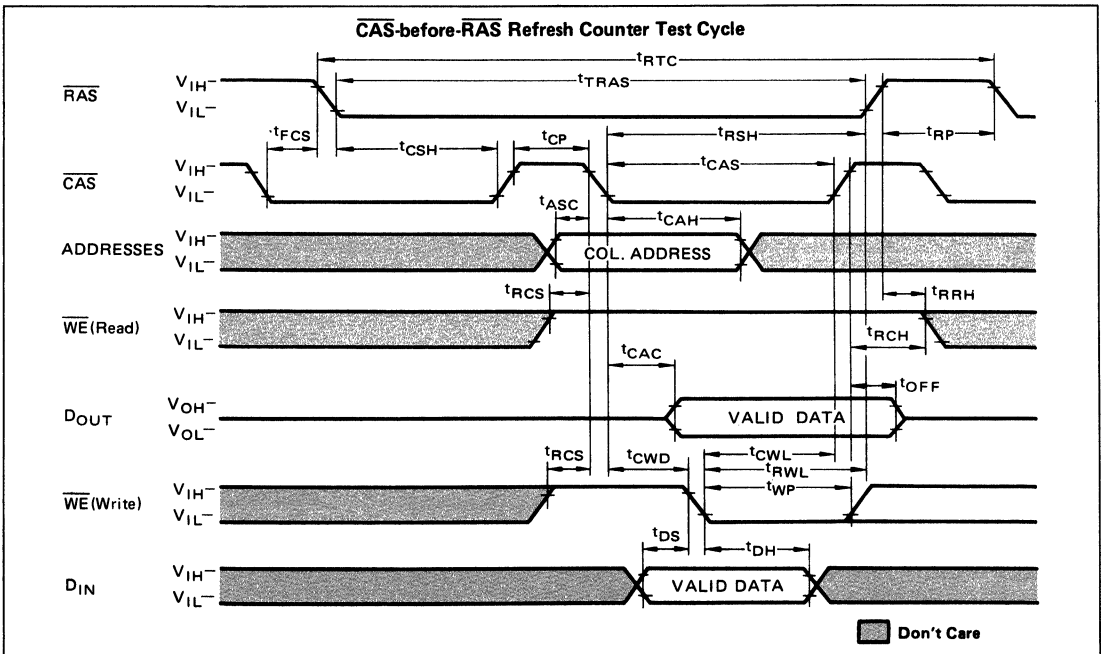 CAS-before-RAS Refresh Counter Test Cycle
tRTC
tTRAS
RAS
VIH–
VIL–
tFCS
tCSH
tCP
tRSH
tRP
tCAS
CAS
VIH–
VIL–
tASC
tCAH
ADDRESSES
VIH–
VIL–
COL. ADDRESS
tRCS
tRRH
WE(Read)
VIH–
VIL–
tRCH
tCAC
tOFF
DOUT
VOH–
VOL–
VALID DATA
tRCS
tCWD
tCWL
tRWL
tWP
WE(Write)
VIH–
VIL–
tDS
tDH
DIN
VIH–
VIL–
VALID DATA
Don't Care